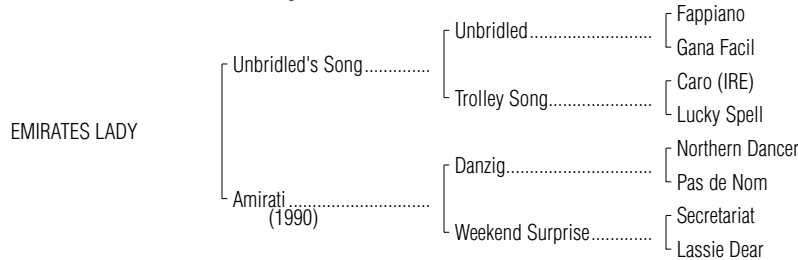 Fappiano
Unbridled..............................
Gana Facil
Unbridled's Song..............
Caro (IRE)
Trolley Song.........................
Lucky Spell
EMIRATES LADY
Northern Dancer
Danzig....................................
Pas de Nom
Amirati..................................
(1990)
Secretariat
Weekend Surprise..............
Lassie Dear